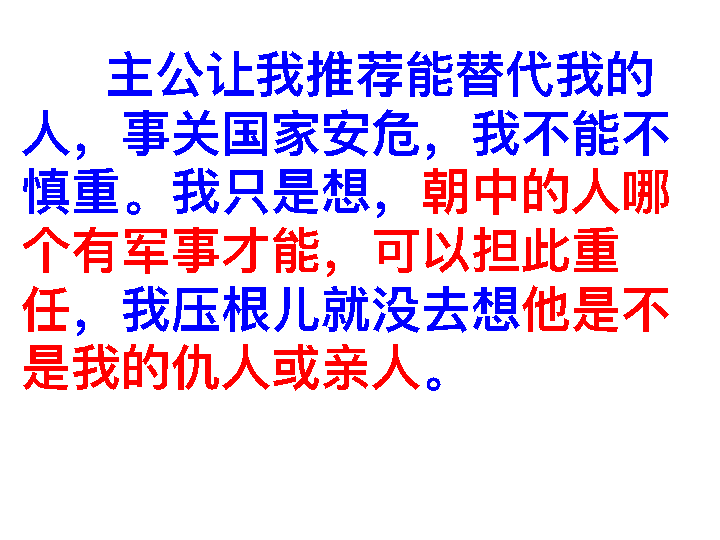 主公让我推荐能替代我的
人，事关国家安危，我不能不
慎重。我只是想，朝中的人哪
个有军事才能，可以担此重
任，我压根儿就没去想他是不
是我的仇人或亲人。